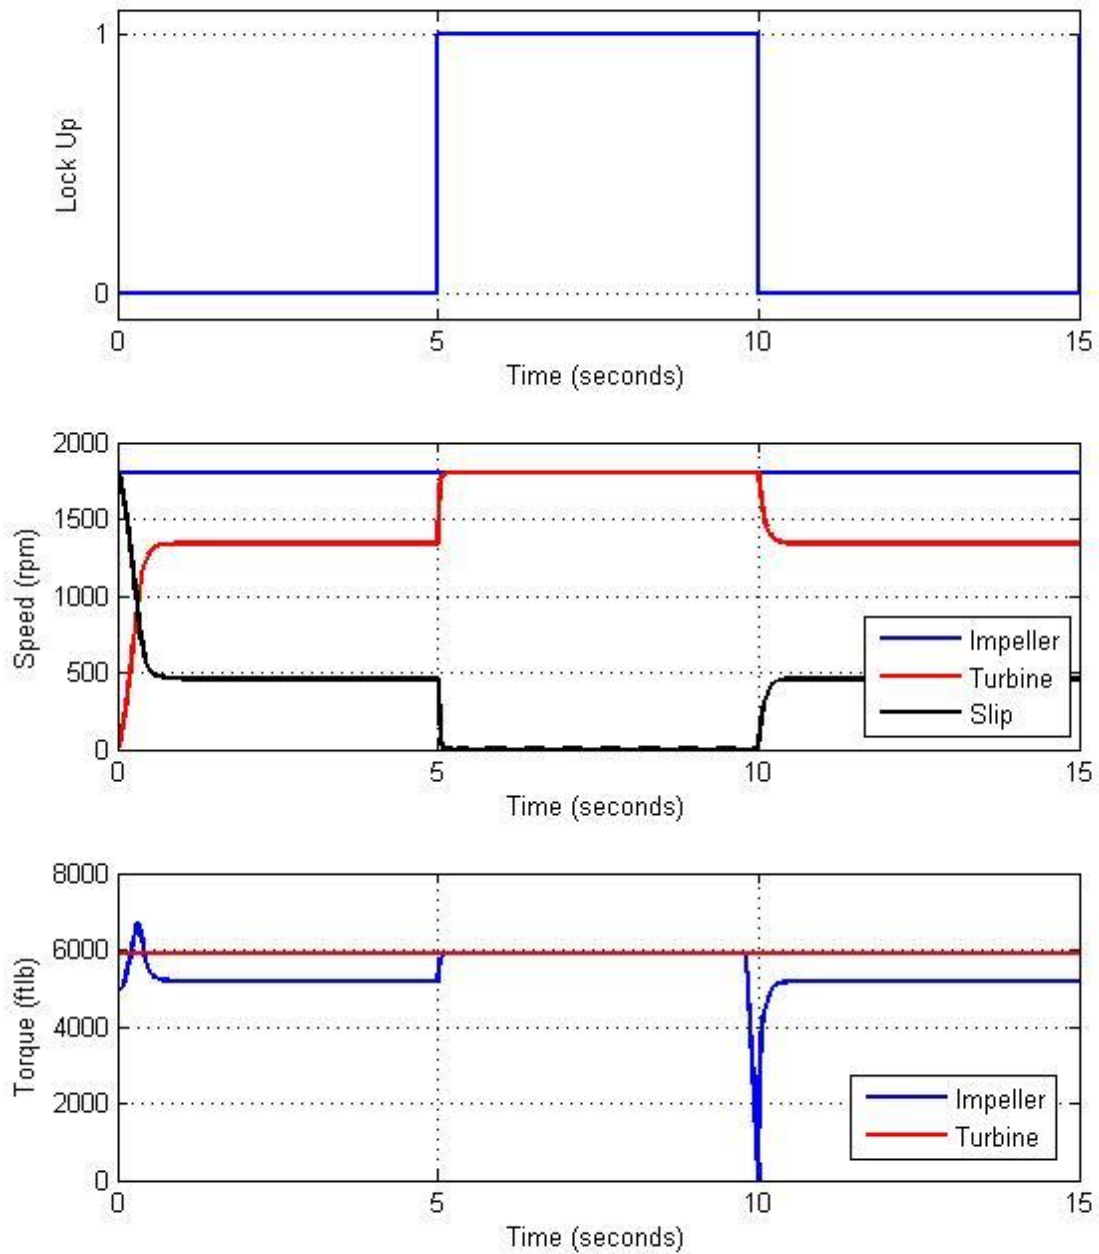 1
Lock Up
0
0 5 10 15
Time (seconds)
2000
1500
1000
500
0
Speed (rpm)
Impeller
Turbine
Slip
0 5 10 15
Time (seconds)
8000
6000
4000
2000
0
Torque (ftlb)
Impeller
Turbine
0 5 10 15
Time (seconds)